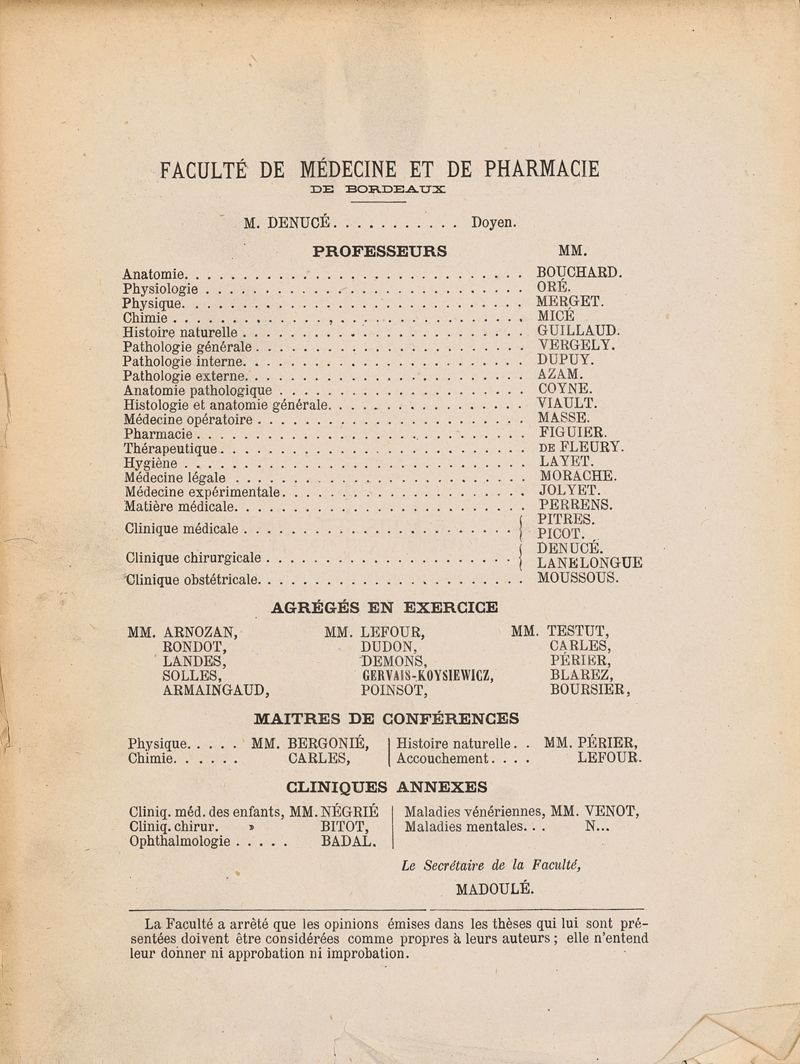 FACULTÉ DE MÉDECINE ET DE PHARMACIE
DE BORDEAUX
M. DENUCÉ. . . . . . . . . . . Doyen.
PROFESSEURS MM.
Anatomie. . . . . . . . . . . . . . . . . . . . . . . . . . . . . BOUCHARD.
Physiologie . . . . . . . . . . . . . . . . . . . . . . . . . . . ORÉ.
Physique. . . . . . . . . . . . . . . . . . . . . . . . . . . . . MERGET.
Chimie . . . . . . . . . . . . . . . . . . . . . . . . . . . . . . MICÉ
Histoire naturelle . . . . . . . . . . . . . . . . . . . . . . . . GUILLAUD.
Pathologie générale . . . . . . . . . . . . . . . . . . . . . . . VERGELY.
Pathologie interne. . . . . . . . . . . . . . . . . . . . . . . . DUPUY.
Pathologie externe. . . . . . . . . . . . . . . . . . . . . . . . AZAM.
Anatomie pathologique . . . . . . . . . . . . . . . . . . . . . COYNE.
Histologie et anatomie générale. . . . . . . . . . . . . . . . . VIAULT.
Médecine opératoire . . . . . . . . . . . . . . . . . . . . . . . MASSE.
Pharmacie . . . . . . . . . . . . . . . . . . . . . . . . . . . . FIGUIER.
Thérapeutique . . . . . . . . . . . . . . . . . . . . . . . . . . DE FLEURY.
Hygiène . . . . . . . . . . . . . . . . . . . . . . . . . . . . . LAYET.
Médecine légale . . . . . . . . . . . . . . . . . . . . . . . . . MORACHE.
Médecine expérimentale. . . . . . . . . . . . . . . . . . . . . JOLYET.
Matière médicale. . . . . . . . . . . . . . . . . . . . . . . . . PERRENS.
Clinique médicale . . . . . . . . . . . . . . . . . . . . . . . { PITRES.
PICOT.
Clinique chirurgicale . . . . . . . . . . . . . . . . . . . . . { DENUCÉ.
LANELONGUE
Clinique obstétricale. . . . . . . . . . . . . . . . . . . . . . . MOUSSOUS.
AGRÉGÉS EN EXERCICE
MM. ARNOZAN, MM. LEFOUR, MM. TESTUT,
RONDOT, DUDON, CARLES,
LANDES, DEMONS, PÉRIER,
SOLLES, GERVAIS-KOYSIEWICZ, BLAREZ,
ARMAINGAUD, POINSOT, BOURSIER,
MAITRES DE CONFÉRENCES
Physique. . . . . MM. BERGONIÉ, Histoire naturelle . . MM. PÉRIER,
Chimie. . . . . . CARLES, Accouchement . . . . LEFOUR.
CLINIQUES ANNEXES
Cliniq. méd. des enfants, MM. NÉGRIÉ Maladies vénériennes, MM. VENOT,
Cliniq. chirur. » BITOT, Maladies mentales. . . N...
Ophthalmologie . . . . . BADAL.
Le Secrétaire de la Faculté,
MADOULÉ.
La Faculté a arrêté que les opinions émises dans les thèses qui lui sont pré-
sentées doivent être considérées comme propres à leurs auteurs ; elle n'entend
leur donner ni approbation ni improbation.